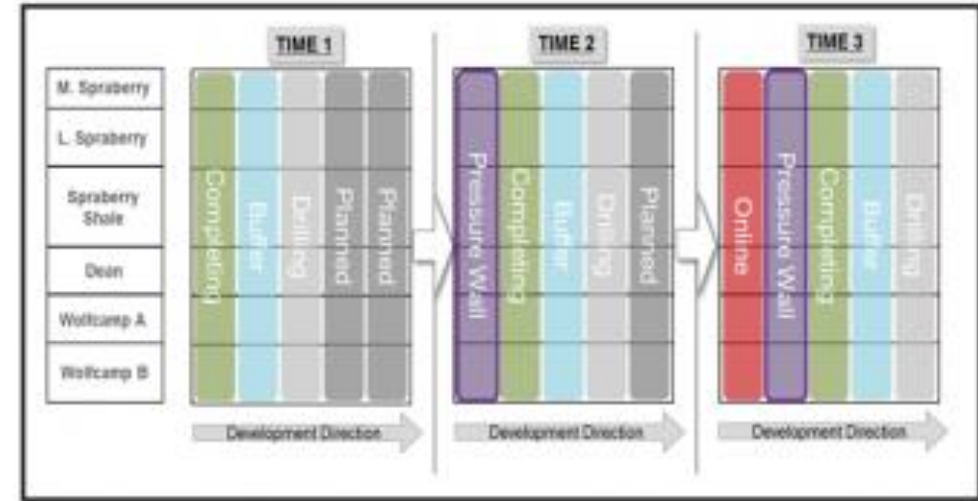 TIME 1
TIME 2
TIME 3
M. Spraberry
L. Spraberry
Spraberry
Shale
Dean
Wolfcamp A
Wolfcamp B
Completing
Buffer
Drilling
Planned
Planned
Pressure Wall
Completing
Buffer
Drilling
Planned
Online
Pressure Wall
Completing
Buffer
Drilling
Development Direction
Development Direction
Development Direction